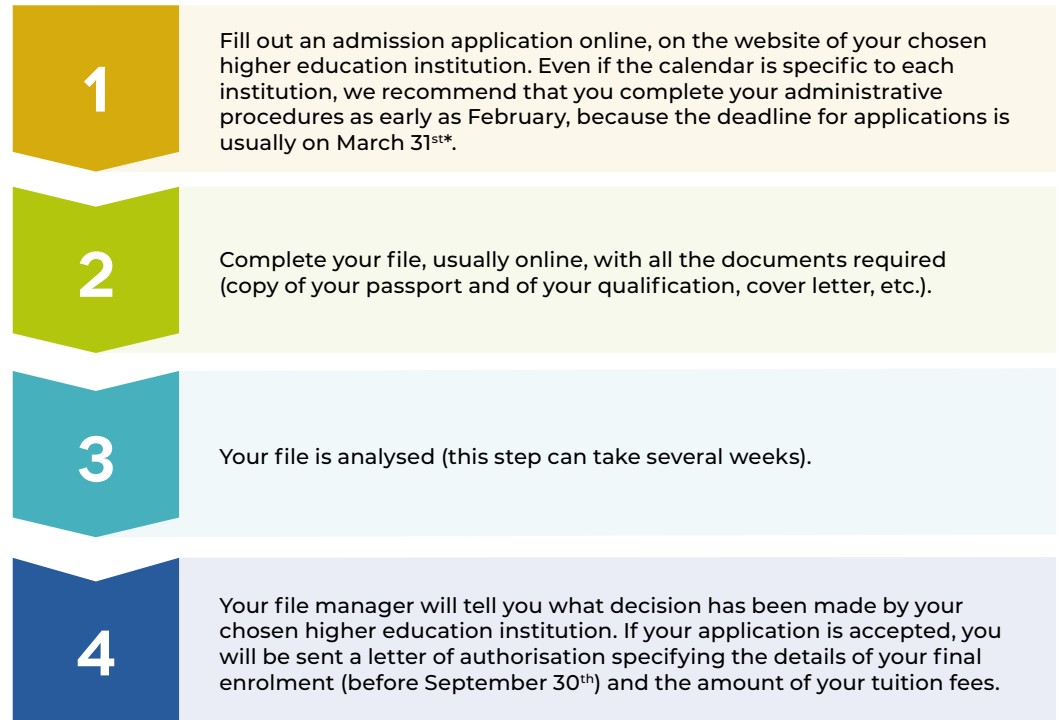 1
Fill out an admission application online, on the website of your chosen
higher education institution. Even if the calendar is specific to each
institution, we recommend that you complete your administrative
procedures as early as February, because the deadline for applications is
usually on March 31st*.
2
Complete your file, usually online, with all the documents required
(copy of your passport and of your qualification, cover letter, etc.).
3
Your file is analysed (this step can take several weeks).
4
Your file manager will tell you what decision has been made by your
chosen higher education institution. If your application is accepted, you
will be sent a letter of authorisation specifying the details of your final
enrolment (before September 30th) and the amount of your tuition fees.